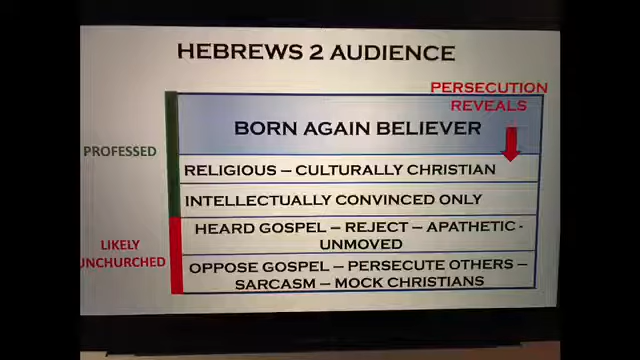 HEBREWS 2 AUDIENCE
PERSECUTION
REVEALS
BORN AGAIN BELIEVER
PROFESSED
RELIGIOUS – CULTURALLY CHRISTIAN
INTELLECTUALLY CONVINCED ONLY
HEARD GOSPEL – REJECT – APATHETIC -
UNMOVED
LIKELY
UNCHURCHED
OPPOSE GOSPEL – PERSECUTE OTHERS –
SARCASM – MOCK CHRISTIANS